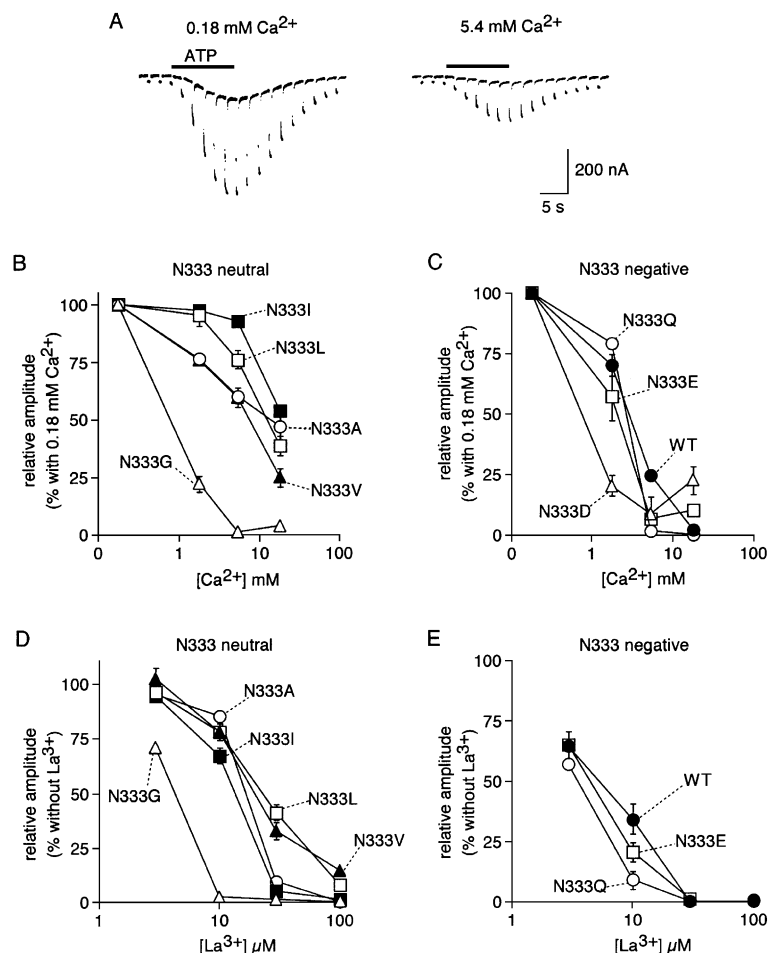 A
0.18 mM Ca2+
5.4 mM Ca2+
ATP
200 nA
5 s
B
N333 neutral
relative amplitude
(% with 0.18 mM Ca2+)
100
75
50
25
0
N333I
N333L
N333A
N333G
N333V
0
1
10
100
[Ca2+] mM
C
N333 negative
relative amplitude
(% with 0.18 mM Ca2+)
100
75
50
25
0
N333Q
N333E
WT
N333D
0
1
10
100
[Ca2+] mM
D
N333 neutral
relative amplitude
(% without La3+)
100
75
50
25
0
N333A
N333I
N333G
N333L
N333V
1
10
100
[La3+] µM
E
N333 negative
relative amplitude
(% without La3+)
100
75
50
25
0
WT
N333E
N333Q
1
10
100
[La3+] µM